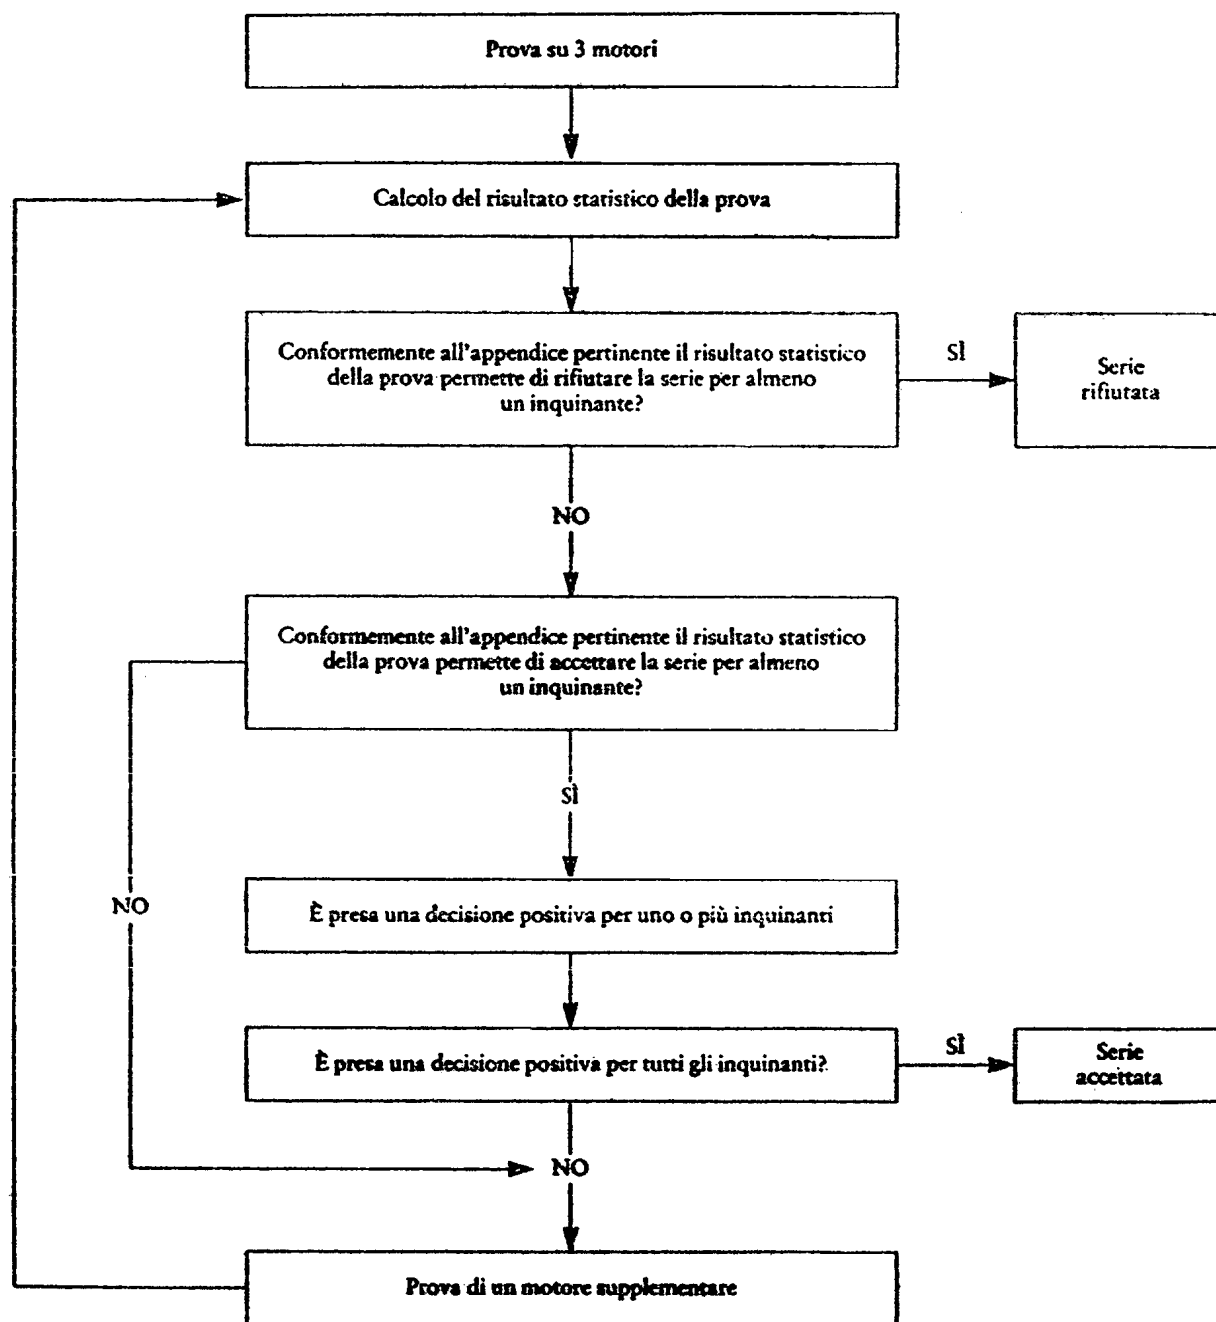 Prova su 3 motori
Calcolo del risultato statistico della prova
Conformemente all'appendice pertinente il risultato statistico
della prova permette di rifiutare la serie per almeno
un inquinante?
SÌ
Serie
rifiutata
NO
Conformemente all'appendice pertinente il risultato statistico
della prova permette di accettare la serie per almeno
un inquinante?
SÌ
NO
È presa una decisione positiva per uno o più inquinanti
È presa una decisione positiva per tutti gli inquinanti?
SÌ
Serie
accettata
NO
Prova di un motore supplementare